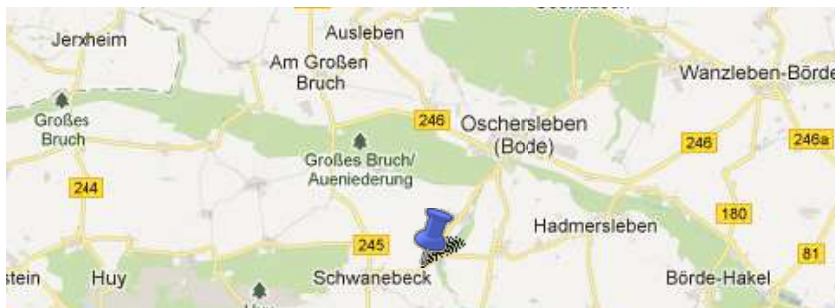 Jerxheim
Ausleben
Am Großen
Bruch
Wanzleben-Börde
Großes
Bruch
246
Oschersleben
(Bode)
246
246a
Großes Bruch/
Aueniederung
244
180
Hadmersleben
245
81
stein
Huy
Schwanebeck
Börde-Hakel